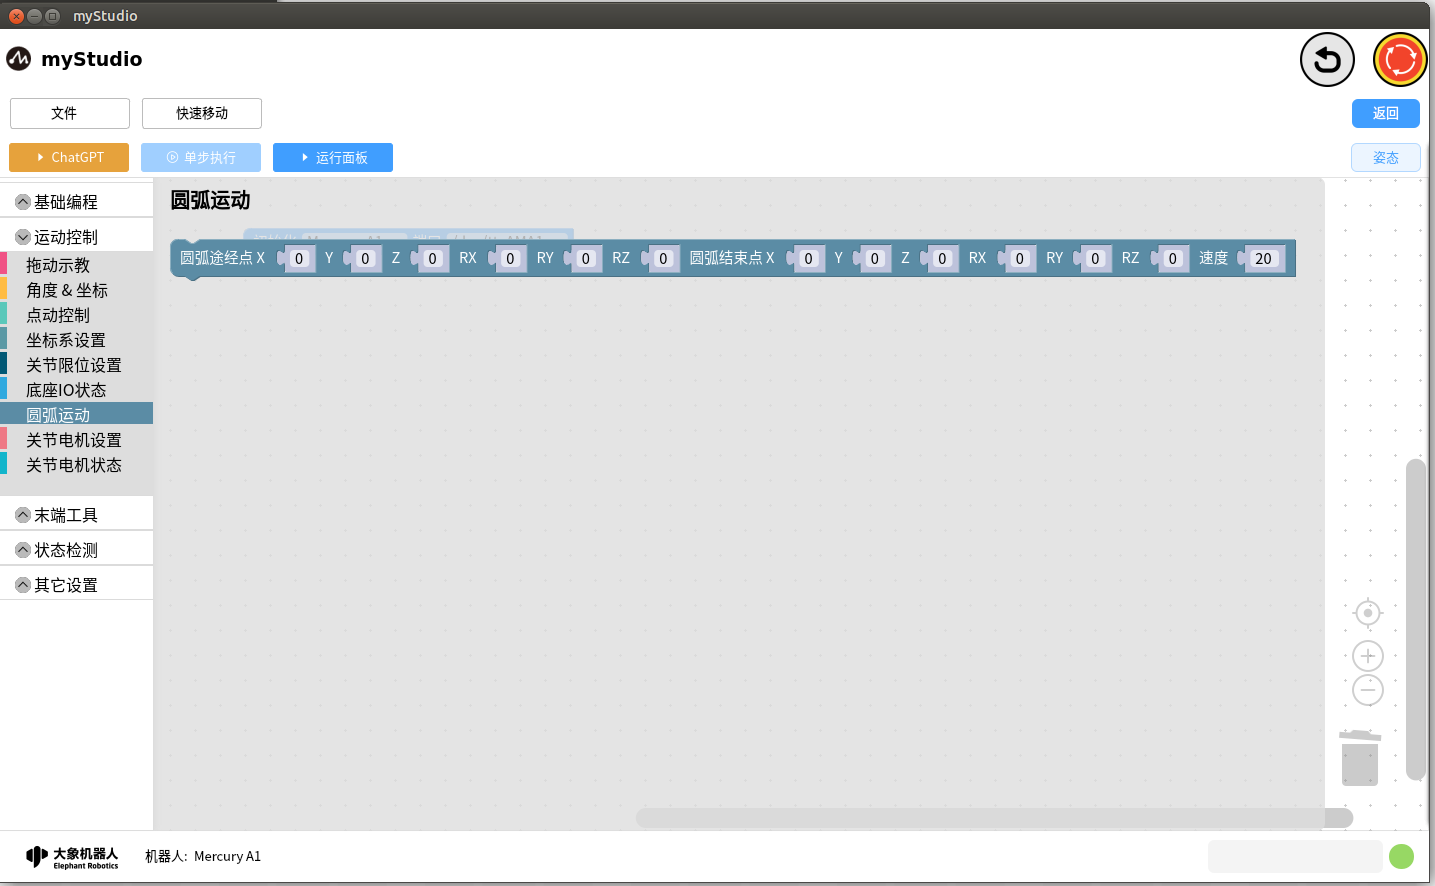 myStudio
myStudio
文件
快速移动
返回
ChatGPT
单步执行
运行面板
姿态
基础编程
运动控制
拖动示教
角度 & 坐标
点动控制
坐标系设置
关节限位设置
底座IO状态
圆弧运动
关节电机设置
关节电机状态
末端工具
状态检测
其它设置
圆弧运动
圆弧途经点 X 0 Y 0 Z 0 RX 0 RY 0 RZ 0 圆弧结束点 X 0 Y 0 Z 0 RX 0 RY 0 RZ 0 速度 20
大象机器人
Elephant Robotics
机器人: Mercury A1